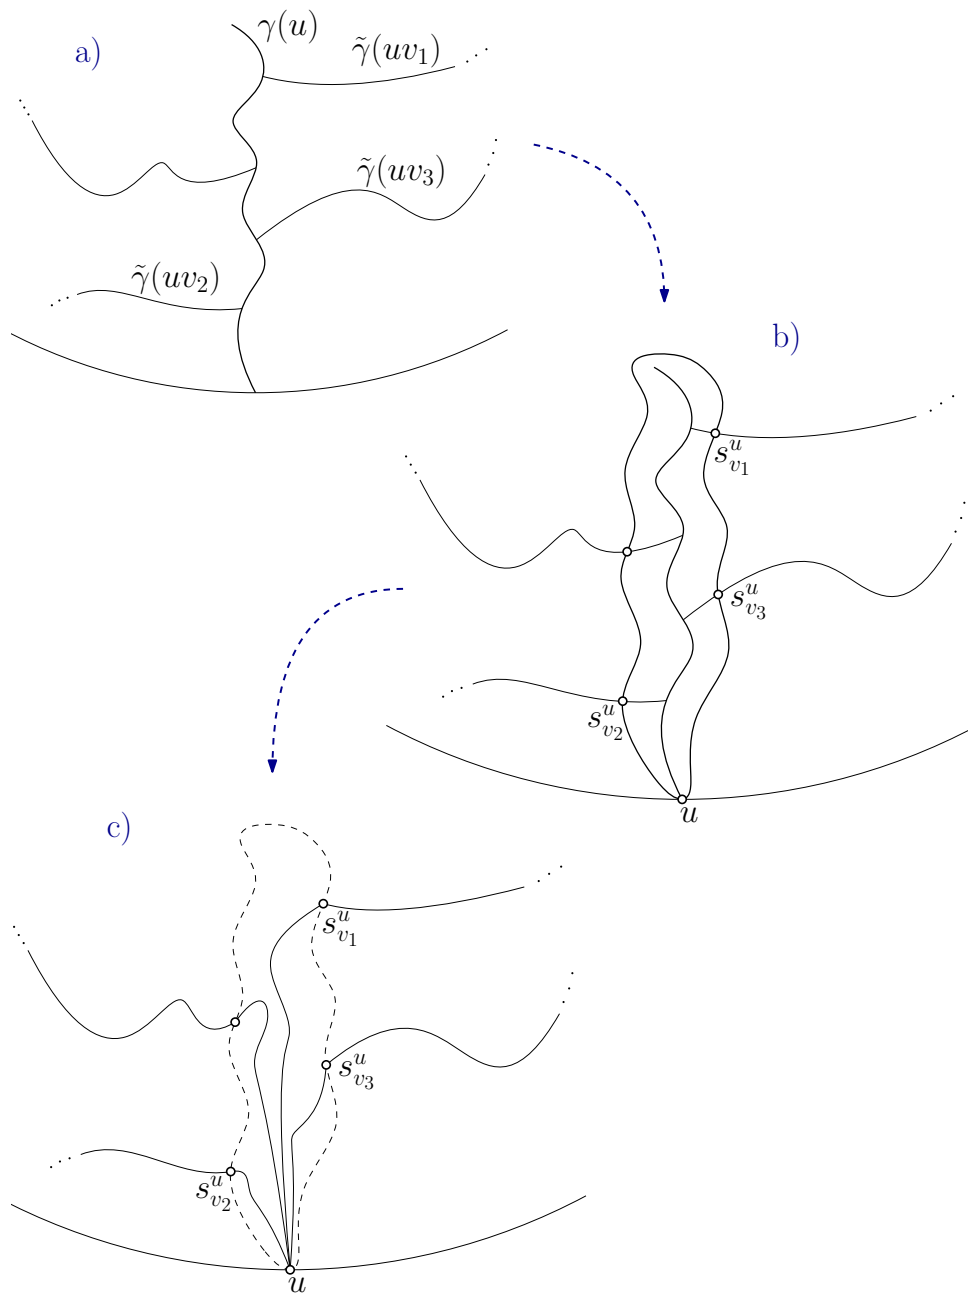 a)
γ(u)
γ̃(uv₁)
γ̃(uv₃)
γ̃(uv₂)
b)
s^u_{v₁}
s^u_{v₃}
s^u_{v₂}
u
c)
s^u_{v₁}
s^u_{v₃}
s^u_{v₂}
u